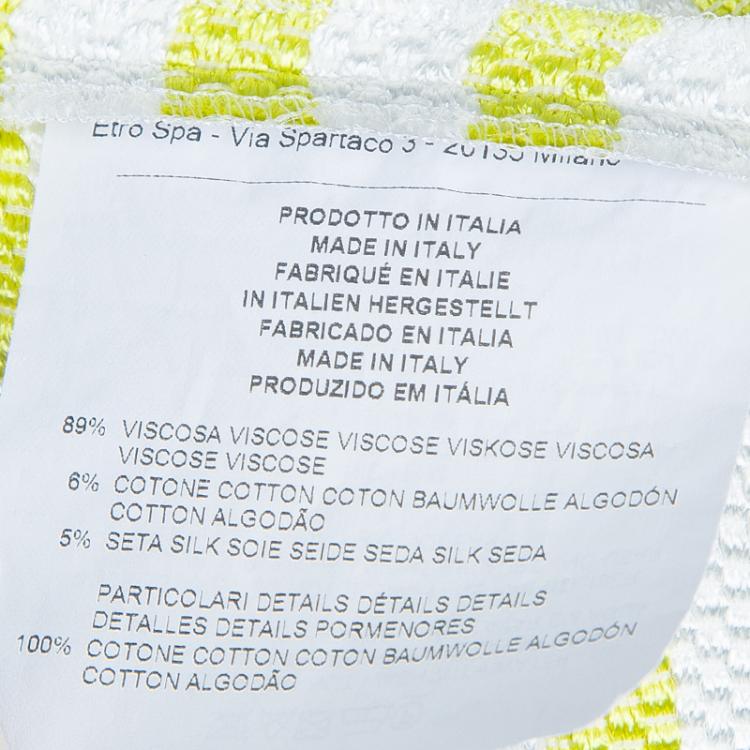 Etro Spa - Via Spartaco 3 - 20135 Milano
PRODOTTO IN ITALIA
MADE IN ITALY
FABRIQUÉ EN ITALIE
IN ITALIEN HERGESTELLT
FABRICADO EN ITALIA
MADE IN ITALY
PRODUZIDO EM ITÁLIA
89% VISCOSA VISCOSE VISCOSE VISKOSE VISCOSA
VISCOSE VISCOSE
6% COTONE COTTON COTON BAUMWOLLE ALGODÓN
COTTON ALGODÃO
5% SETA SILK SOIE SEIDE SEDA SILK SEDA
PARTICOLARI DETAILS DÉTAILS DETAILS
DETALLES DETAILS PORMENORES
100% COTONE COTTON COTON BAUMWOLLE ALGODÓN
COTTON ALGODÃO